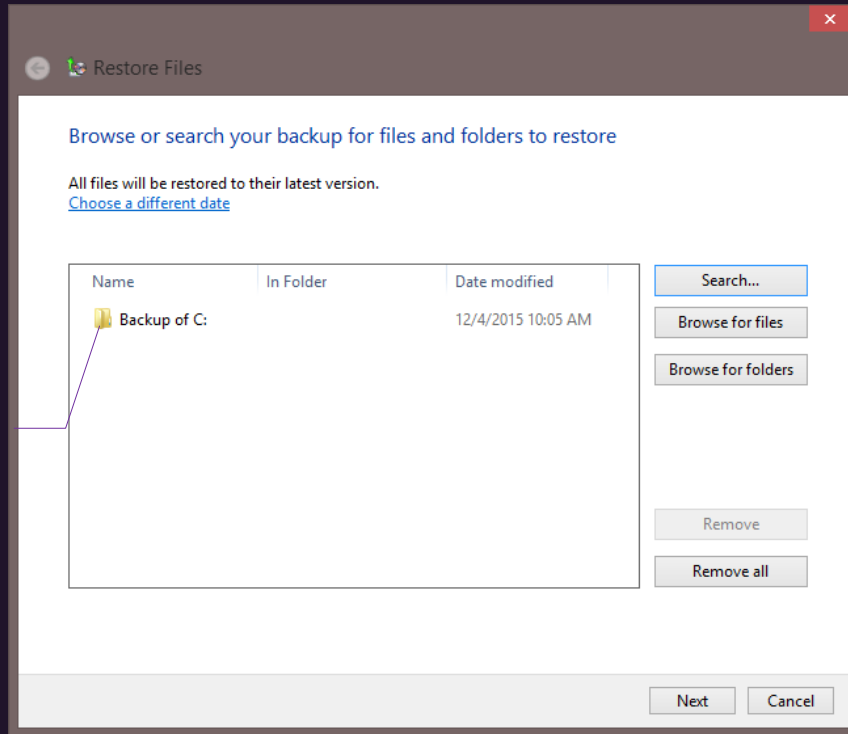 Restore Files
Browse or search your backup for files and folders to restore
All files will be restored to their latest version.
Choose a different date
Name In Folder Date modified
Backup of C: 12/4/2015 10:05 AM
Search...
Browse for files
Browse for folders
Remove
Remove all
Next Cancel